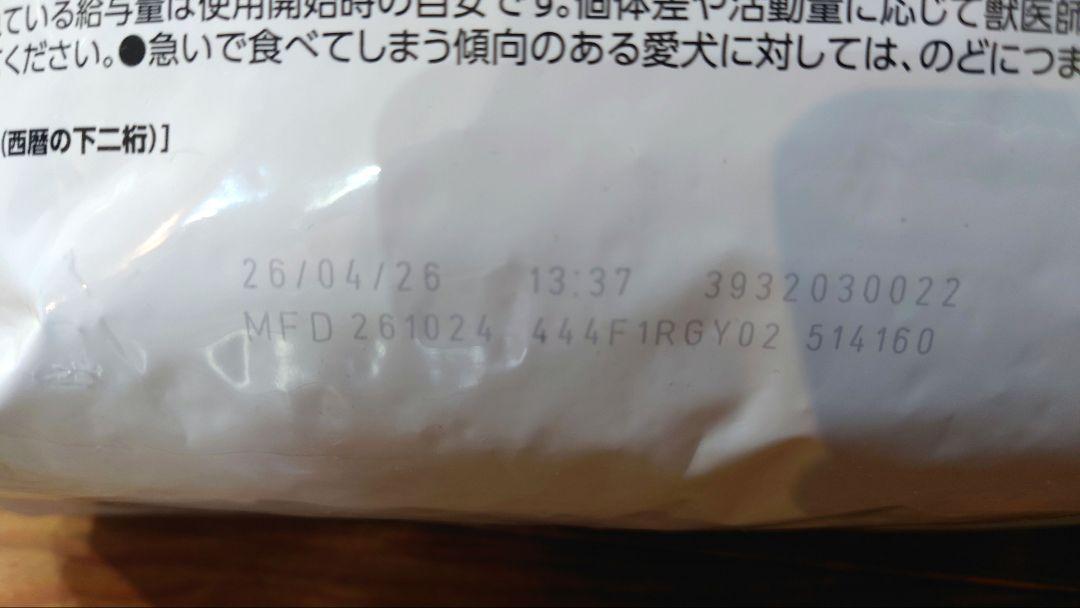 ている給与量は使用開始時の目安です。個体差や活動量に応じて獣医師
ください。●急いで食べてしまう傾向のある愛犬に対しては、のどにつま
(西暦の下二桁)]
26/04/26 13:37 3932030022
MFD 261024 444F1RGY02 514160